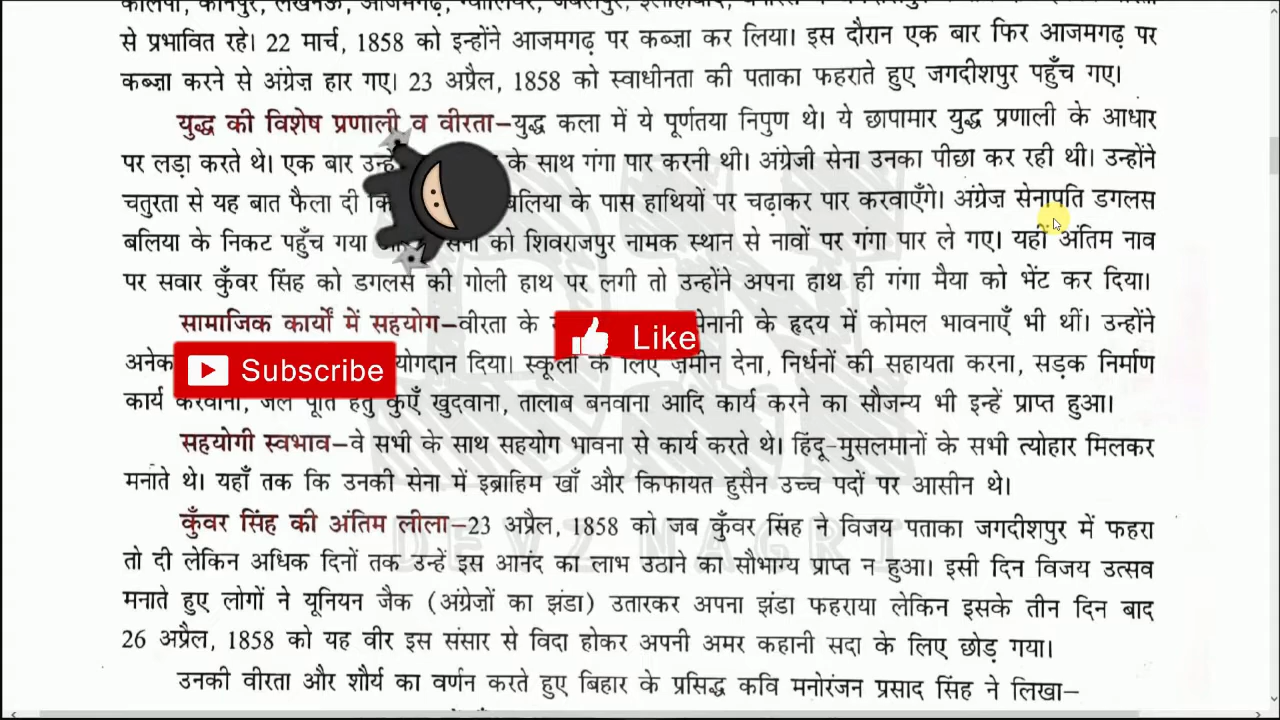 कालपी, कानपुर, लखनऊ, आजमगढ़, ग्वालियर, जबलपुर,
से प्रभावित रहे। 22 मार्च, 1858 को इन्होंने आजमगढ़ पर कब्ज़ा कर लिया। इस दौरान एक बार फिर आजमगढ़ पर
कब्ज़ा करने से अंग्रेज़ हार गए। 23 अप्रैल, 1858 को स्वाधीनता की पताका फहराते हुए जगदीशपुर पहुँच गए।
युद्ध की विशेष प्रणाली व वीरता–युद्ध कला में ये पूर्णतया निपुण थे। ये छापामार युद्ध प्रणाली के आधार
पर लड़ा करते थे। एक बार के साथ गंगा पार करनी थी। अंग्रेजी सेना उनका पीछा कर रही थी। उन्होंने
चतुरता से यह बात फैला दी कि बलिया के पास हाथियों पर चढ़ाकर पार करवाएँगे। अंग्रेज़ सेनापति डगलस
बलिया के निकट पहुँच गया को शिवराजपुर नामक स्थान से नावों पर गंगा पार ले गए। यहीं अंतिम नाव
पर सवार कुँवर सिंह को डगलस की गोली हाथ पर लगी तो उन्होंने अपना हाथ ही गंगा मैया को भेंट कर दिया।
सामाजिक कार्यों में सहयोग–वीरता के Like के हृदय में कोमल भावनाएँ भी थीं। उन्होंने
अनेक Subscribe योगदान दिया। स्कूलों के लिए ज़मीन देना, निर्धनों की सहायता करना, सड़क निर्माण
कार्य करवाना, जल पूर्ति हेतु कुएँ खुदवाना, तालाब बनवाना आदि कार्य करने का सौजन्य भी इन्हें प्राप्त हुआ।
सहयोगी स्वभाव–वे सभी के साथ सहयोग भावना से कार्य करते थे। हिंदू-मुसलमानों के सभी त्योहार मिलकर
मनाते थे। यहाँ तक कि उनकी सेना में इब्राहिम खाँ और किफायत हुसैन उच्च पदों पर आसीन थे।
कुँवर सिंह की अंतिम लीला–23 अप्रैल, 1858 को जब कुँवर सिंह ने विजय पताका जगदीशपुर में फहरा
तो दी लेकिन अधिक दिनों तक उन्हें इस आनंद का लाभ उठाने का सौभाग्य प्राप्त न हुआ। इसी दिन विजय उत्सव
मनाते हुए लोगों ने यूनियन जैक (अंग्रेज़ों का झंडा) उतारकर अपना झंडा फहराया लेकिन इसके तीन दिन बाद
26 अप्रैल, 1858 को यह वीर इस संसार से विदा होकर अपनी अमर कहानी सदा के लिए छोड़ गया।
उनकी वीरता और शौर्य का वर्णन करते हुए बिहार के प्रसिद्ध कवि मनोरंजन प्रसाद सिंह ने लिखा–